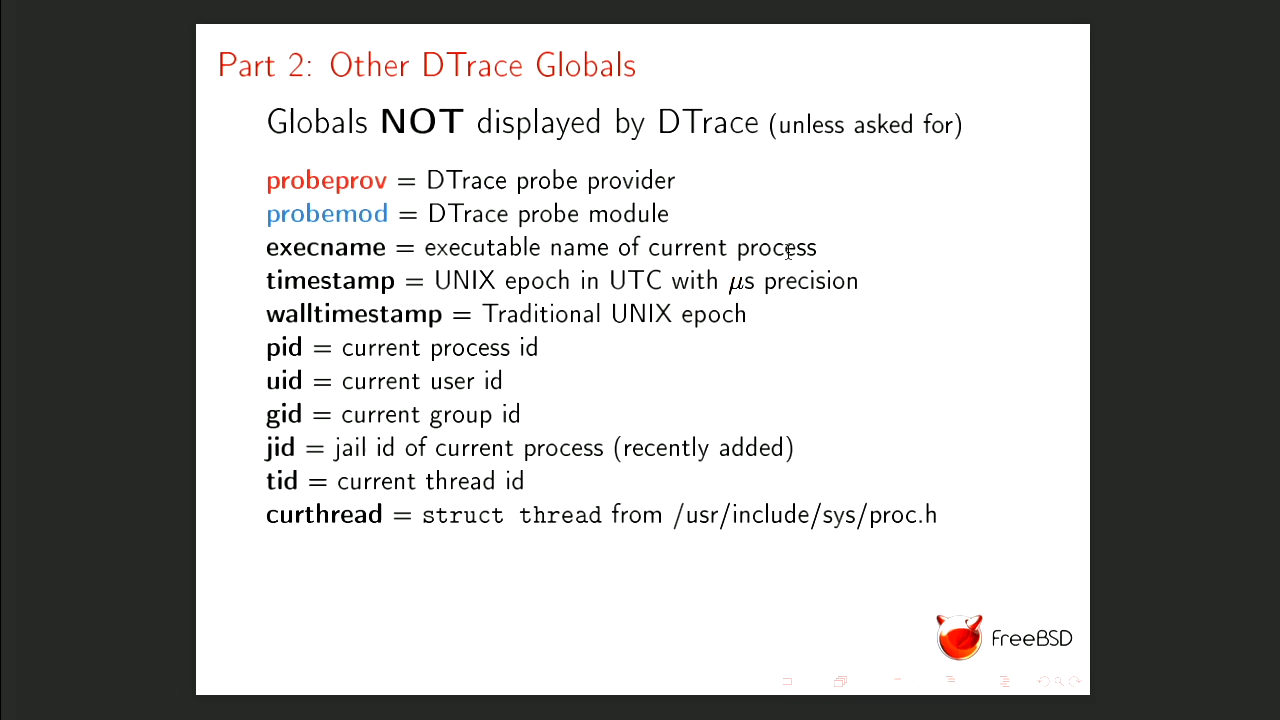 Part 2: Other DTrace Globals
Globals NOT displayed by DTrace (unless asked for)
probeprov = DTrace probe provider
probemod = DTrace probe module
execname = executable name of current process
timestamp = UNIX epoch in UTC with μs precision
walltimestamp = Traditional UNIX epoch
pid = current process id
uid = current user id
gid = current group id
jid = jail id of current process (recently added)
tid = current thread id
curthread = struct thread from /usr/include/sys/proc.h
FreeBSD